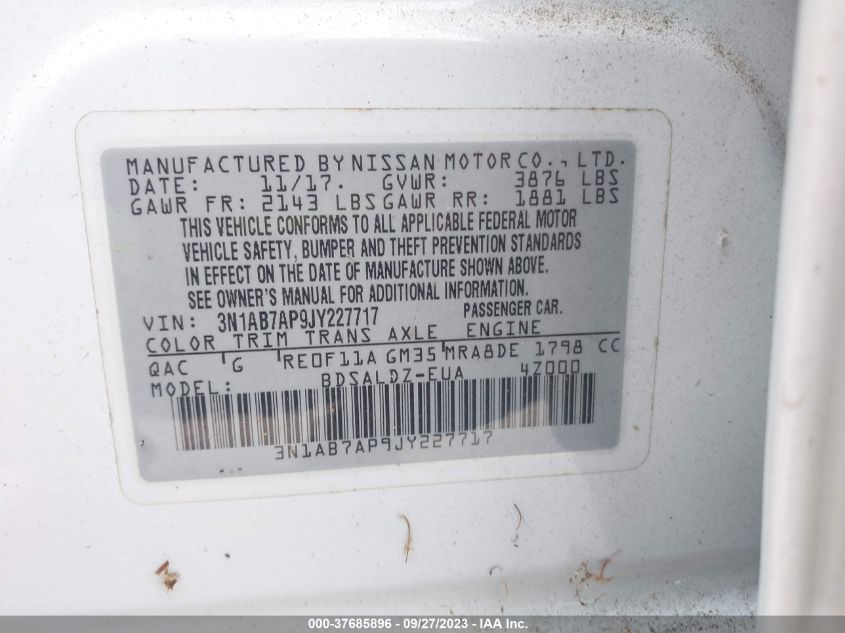 MANUFACTURED BY NISSAN MOTOR CO., LTD.
DATE: 11/17. GVWR: 3876 LBS
GAWR FR: 2143 LBS GAWR RR: 1881 LBS
THIS VEHICLE CONFORMS TO ALL APPLICABLE FEDERAL MOTOR
VEHICLE SAFETY, BUMPER AND THEFT PREVENTION STANDARDS
IN EFFECT ON THE DATE OF MANUFACTURE SHOWN ABOVE.
SEE OWNER'S MANUAL FOR ADDITIONAL INFORMATION.
VIN: 3N1AB7AP9JY227717 PASSENGER CAR.
COLOR TRIM TRANS AXLE ENGINE
QAC G RE0F11A GM35 MRA8DE 1798 CC
MODEL: BDSALDZ-EUA 4Z000
3N1AB7AP9JY227717
000-37685896 - 09/27/2023 - IAA Inc.